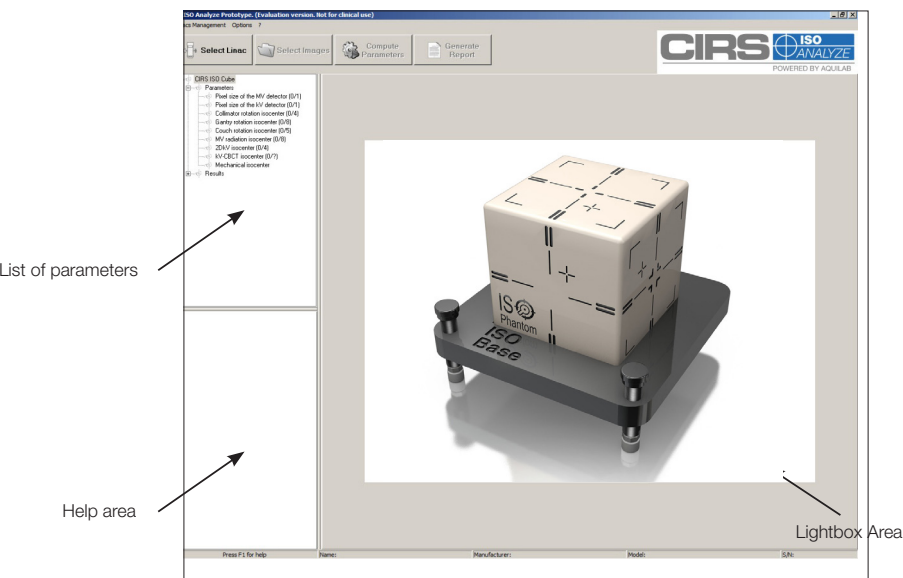 ISO Analyze Prototype. (Evaluation version. Not for clinical use)
ics Management Options ?
Select Linac
Select Images
Compute Parameters
Generate Report
CIRS ISO ANALYZE
POWERED BY AQUILAB
CIRS ISO Cube
Parameters
Pixel size of the MV detector (0/1)
Pixel size of the kV detector (0/1)
Collimator rotation isocenter (0/4)
Gantry rotation isocenter (0/8)
Couch rotation isocenter (0/5)
MV radiation isocenter (0/8)
2DkV isocenter (0/4)
kV-CBCT isocenter (0/?)
Mechanical isocenter
Results
List of parameters
ISO
Phantom
ISO
Base
Help area
Lightbox Area
Press F1 for help
Name:
Manufacturer:
Model:
S/N: